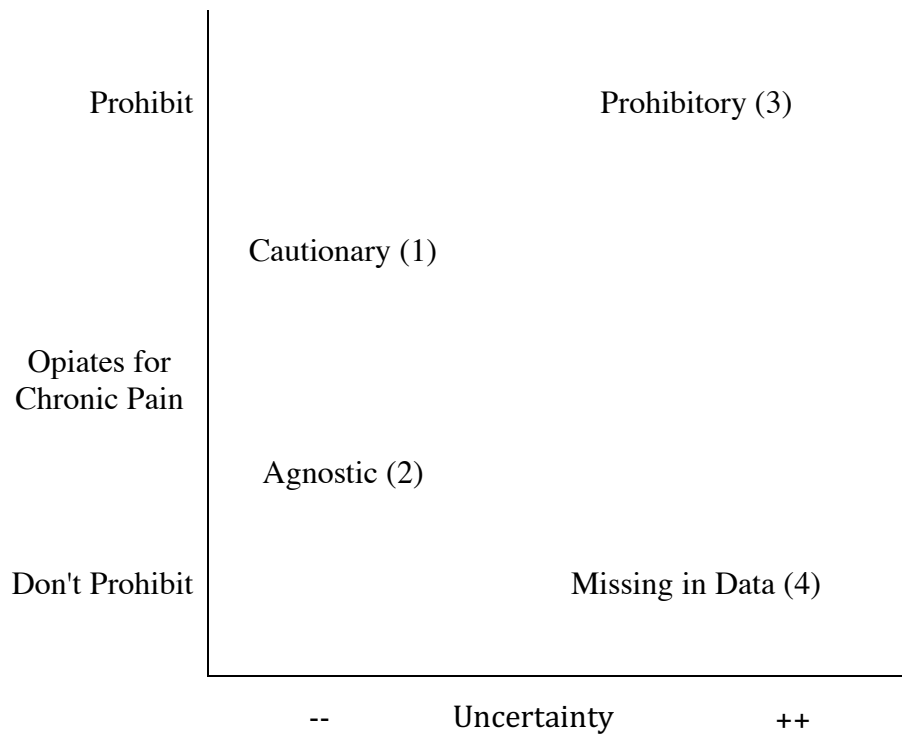 Prohibit
Prohibitory (3)
Cautionary (1)
Opiates for
Chronic Pain
Agnostic (2)
Don't Prohibit
Missing in Data (4)
--
Uncertainty
++